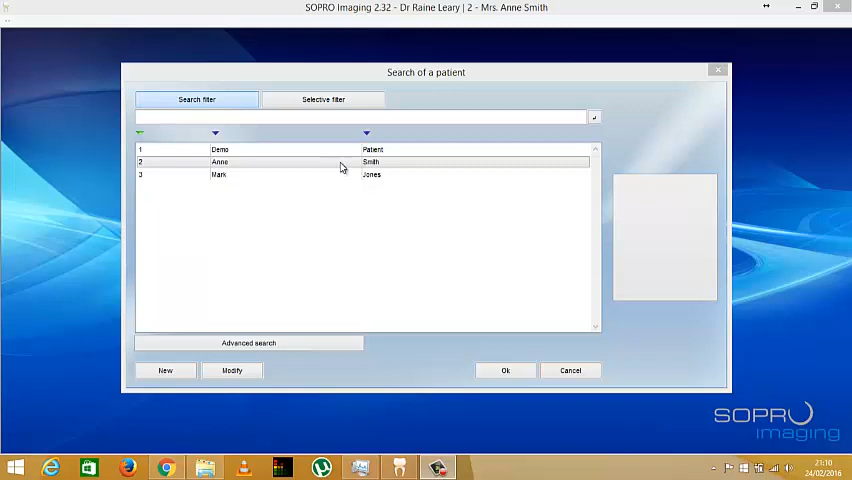 SOPRO Imaging 2.32 - Dr Raine Leary | 2 - Mrs. Anne Smith
Search of a patient
Search filter
Selective filter
1 Demo Patient
2 Anne Smith
3 Mark Jones
Advanced search
New
Modify
Ok
Cancel
SOPRO
imaging
21:10
24/02/2016